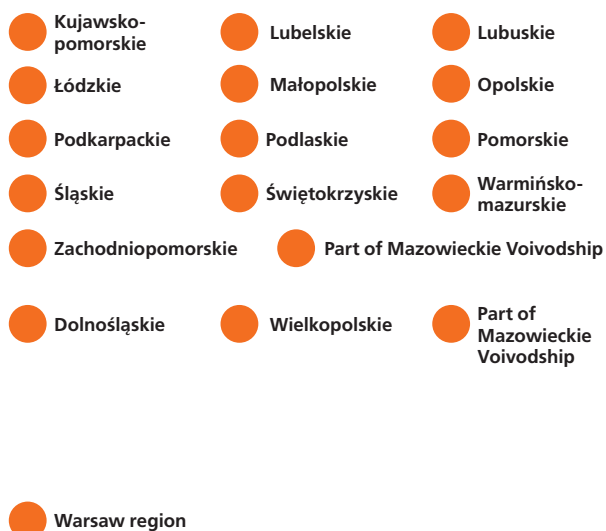 Kujawsko-
pomorskie
Lubelskie
Lubuskie
Łódzkie
Małopolskie
Opolskie
Podkarpackie
Podlaskie
Pomorskie
Śląskie
Świętokrzyskie
Warmińsko-
mazurskie
Zachodniopomorskie
Part of Mazowieckie Voivodship
Dolnośląskie
Wielkopolskie
Part of
Mazowieckie
Voivodship
Warsaw region